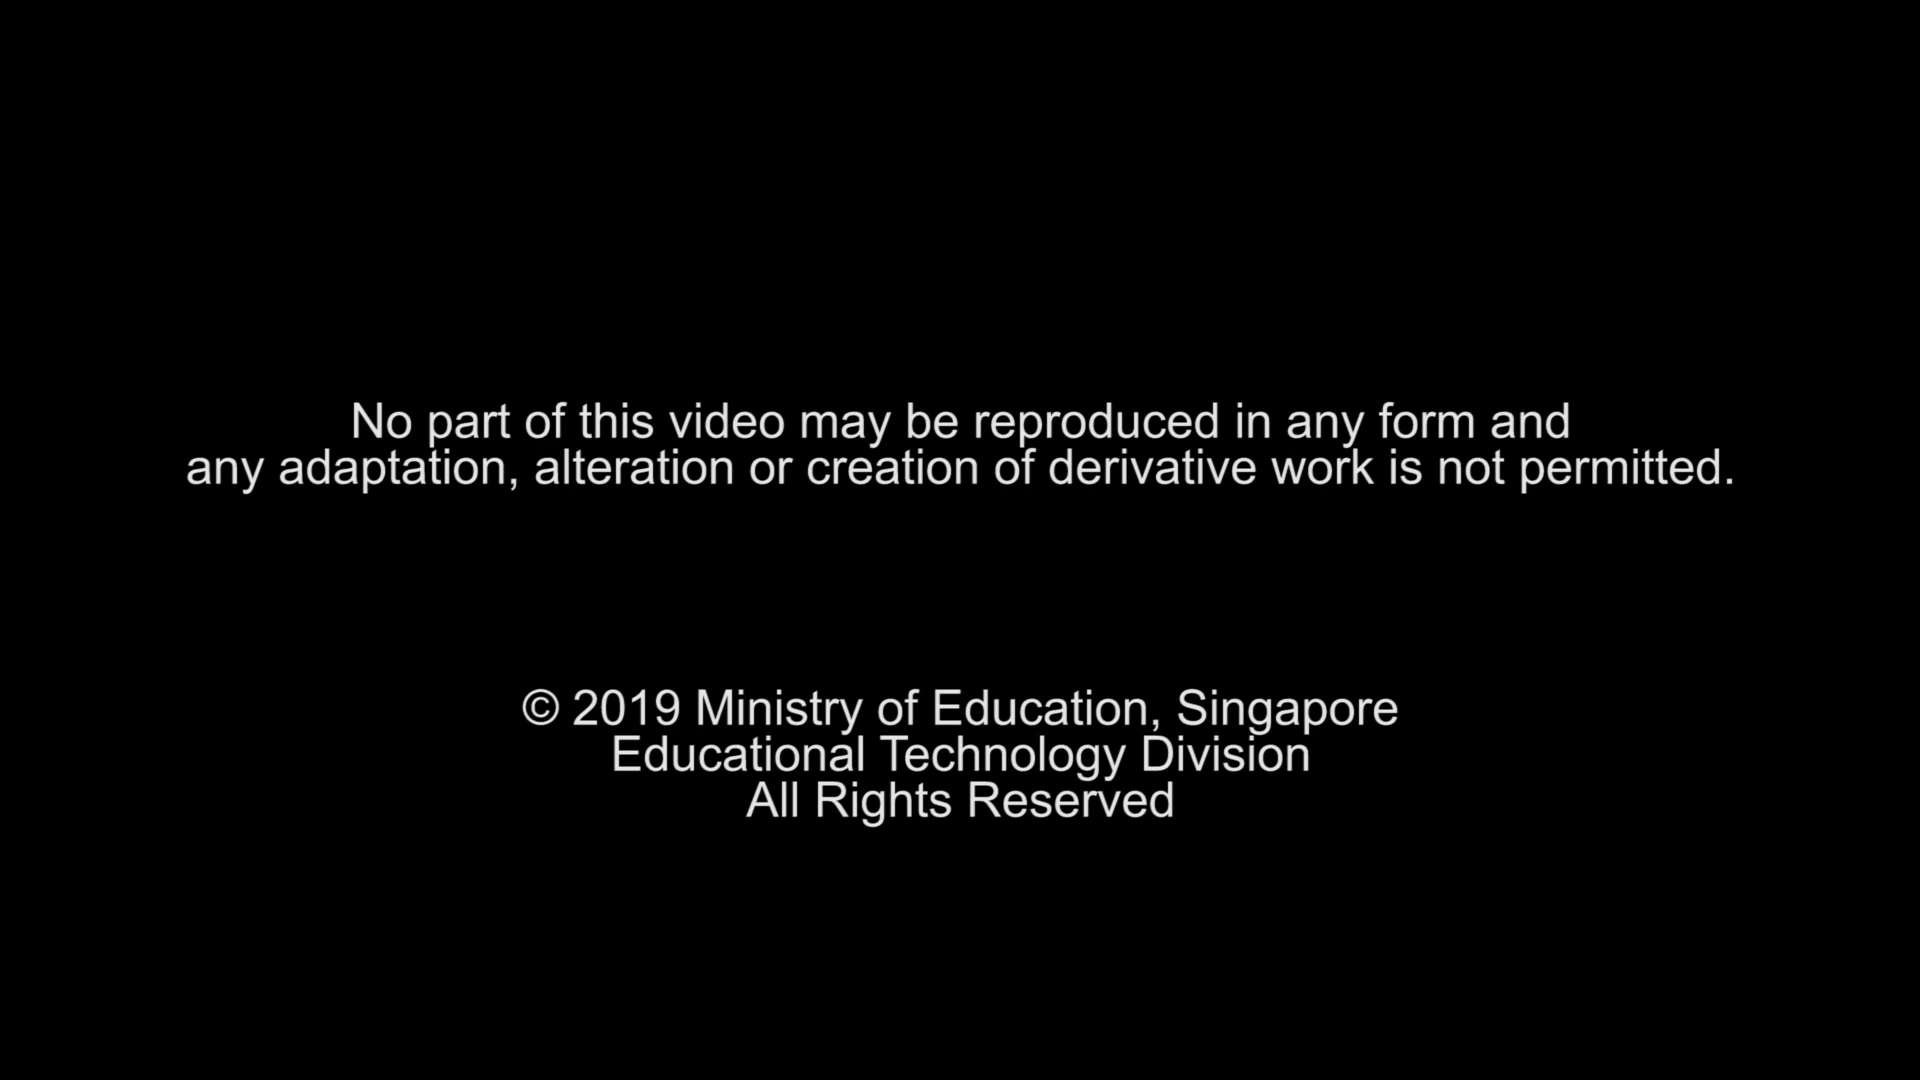 No part of this video may be reproduced in any form and
any adaptation, alteration or creation of derivative work is not permitted.
© 2019 Ministry of Education, Singapore
Educational Technology Division
All Rights Reserved